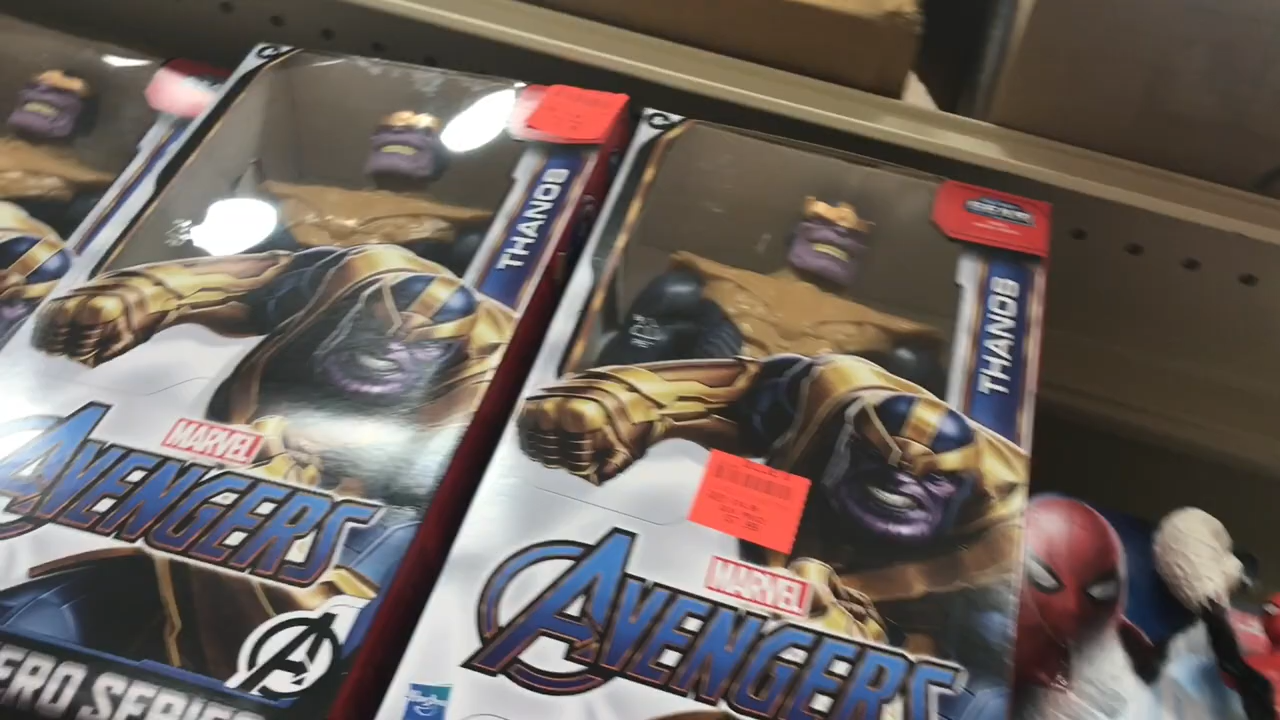 THANOS
MARVEL
AVENGERS
ERO SERIES
THANOS
MARVEL
AVENGERS